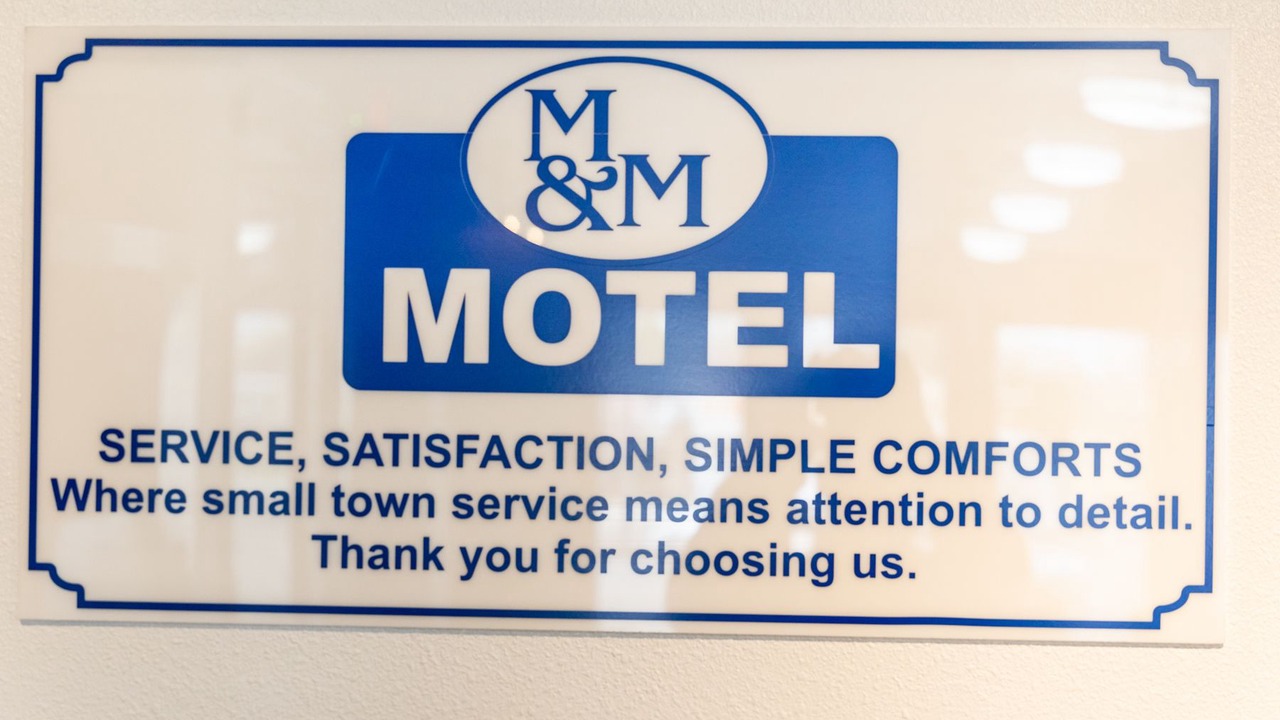 M
&M
MOTEL
SERVICE, SATISFACTION, SIMPLE COMFORTS
Where small town service means attention to detail.
Thank you for choosing us.